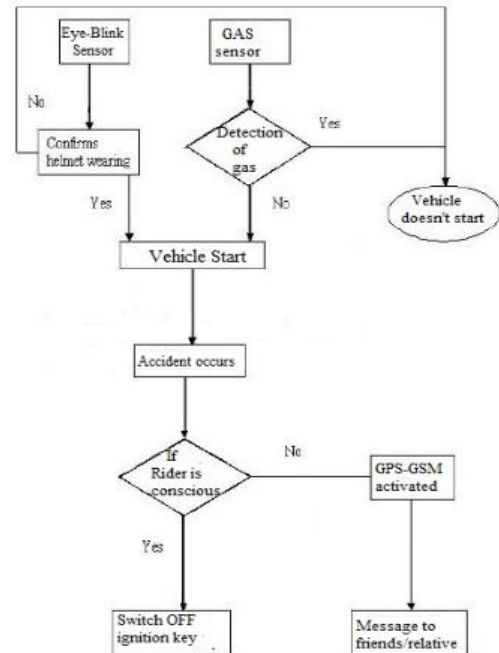 Eye-Blink
Sensor
GAS
sensor
No
Yes
Confirms
helmet wearing
Detection
of
gas
Yes
No
Vehicle
doesn't start
Vehicle Start
Accident occurs
If
Rider is
conscious
No
GPS-GSM
activated
Yes
Switch OFF
ignition key
Message to
friends/relative